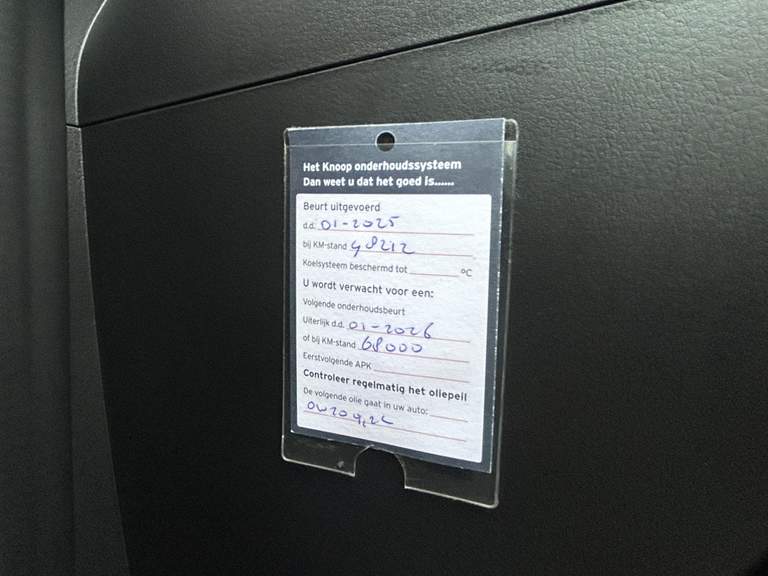 Het Knoop onderhoudssysteem
Dan weet u dat het goed is......
Beurt uitgevoerd
d.d. 01-2025
bij KM-stand 48212
Koelsysteem beschermd tot °C
U wordt verwacht voor een:
Volgende onderhoudsbeurt
Uiterlijk d.d. 01-2026
of bij KM-stand 68000
Eerstvolgende APK
Controleer regelmatig het oliepeil
De volgende olie gaat in uw auto:
0W20 4,2L